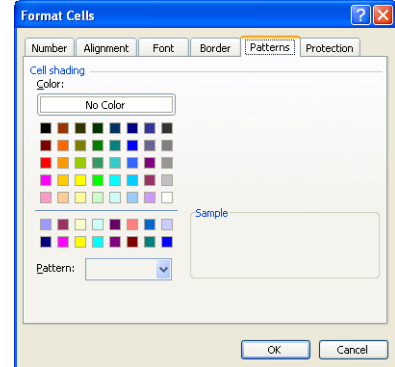 Format Cells
Number Alignment Font Border Patterns Protection
Cell shading
Color:
No Color
Sample
Pattern:
OK Cancel